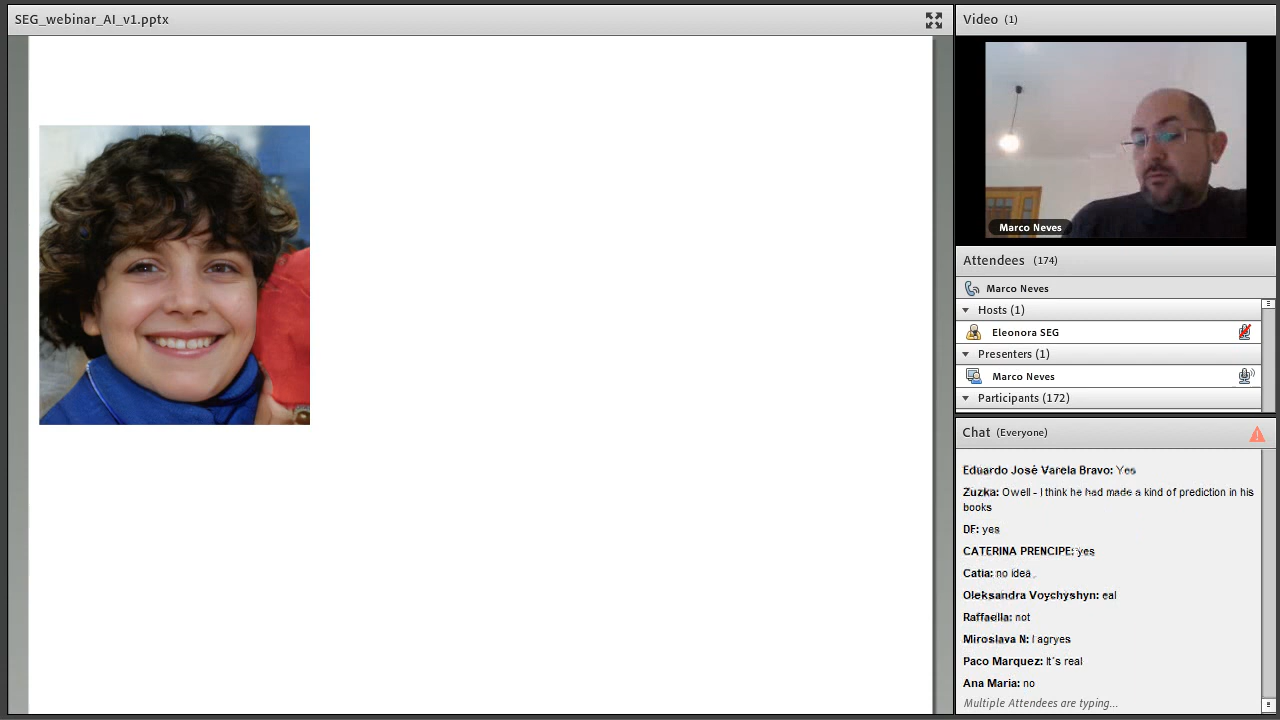 SEG_webinar_AI_v1.pptx
Video (1)
Marco Neves
Attendees (174)
Marco Neves
Hosts (1)
Eleonora SEG
Presenters (1)
Marco Neves
Participants (172)
Chat (Everyone)
Eduardo José Varela Bravo: Yes
Zuzka: Owell - I think he had made a kind of prediction in his
books
DF: yes
CATERINA PRENCIPE: yes
Catia: no idea
Oleksandra Voychyshyn: eal
Raffaella: not
Miroslava N: I agryes
Paco Marquez: It's real
Ana Maria: no
Multiple Attendees are typing...